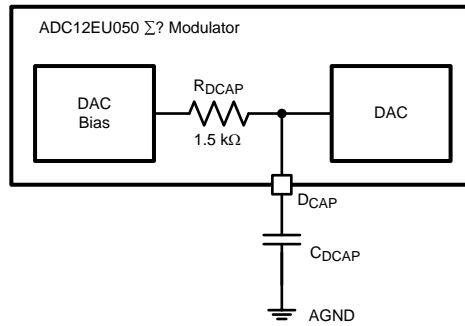 ADC12EU050 Σ? Modulator
DAC
Bias
RDCAP
1.5 kΩ
DAC
DCAP
CDCAP
AGND